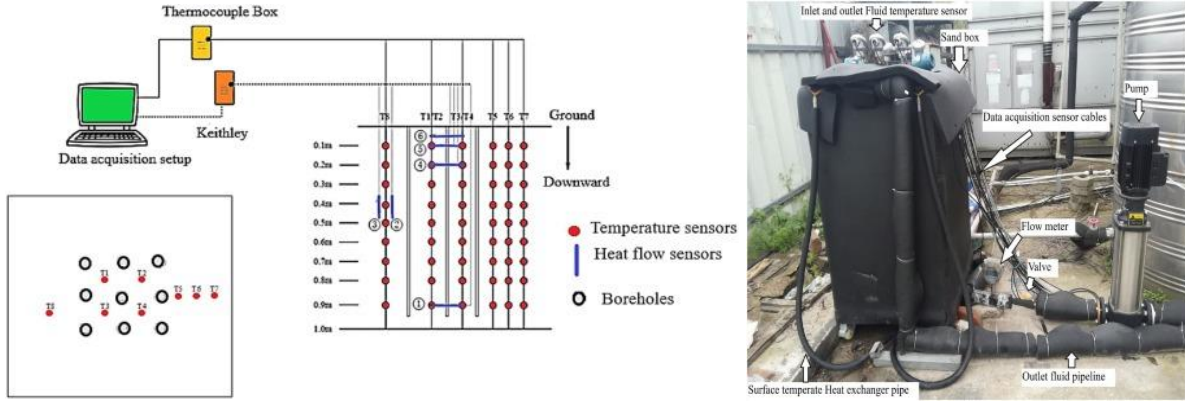 Thermocouple Box
Keithley
Data acquisition setup
T8 T1 T2 T3 T4 T5 T6 T7
Ground
Downward
0.1m
0.2m
0.3m
0.4m
0.5m
0.6m
0.7m
0.8m
0.9m
1.0m
⑥
⑤
④
③ ②
①
Temperature sensors
Heat flow sensors
Boreholes
T1 T2
T5 T6 T7
T8 T3 T4
Inlet and outlet Fluid temperature sensor
Sand box
Pump
Data acquisition sensor cables
Flow meter
Valve
Surface temperate Heat exchanger pipe
Outlet fluid pipeline